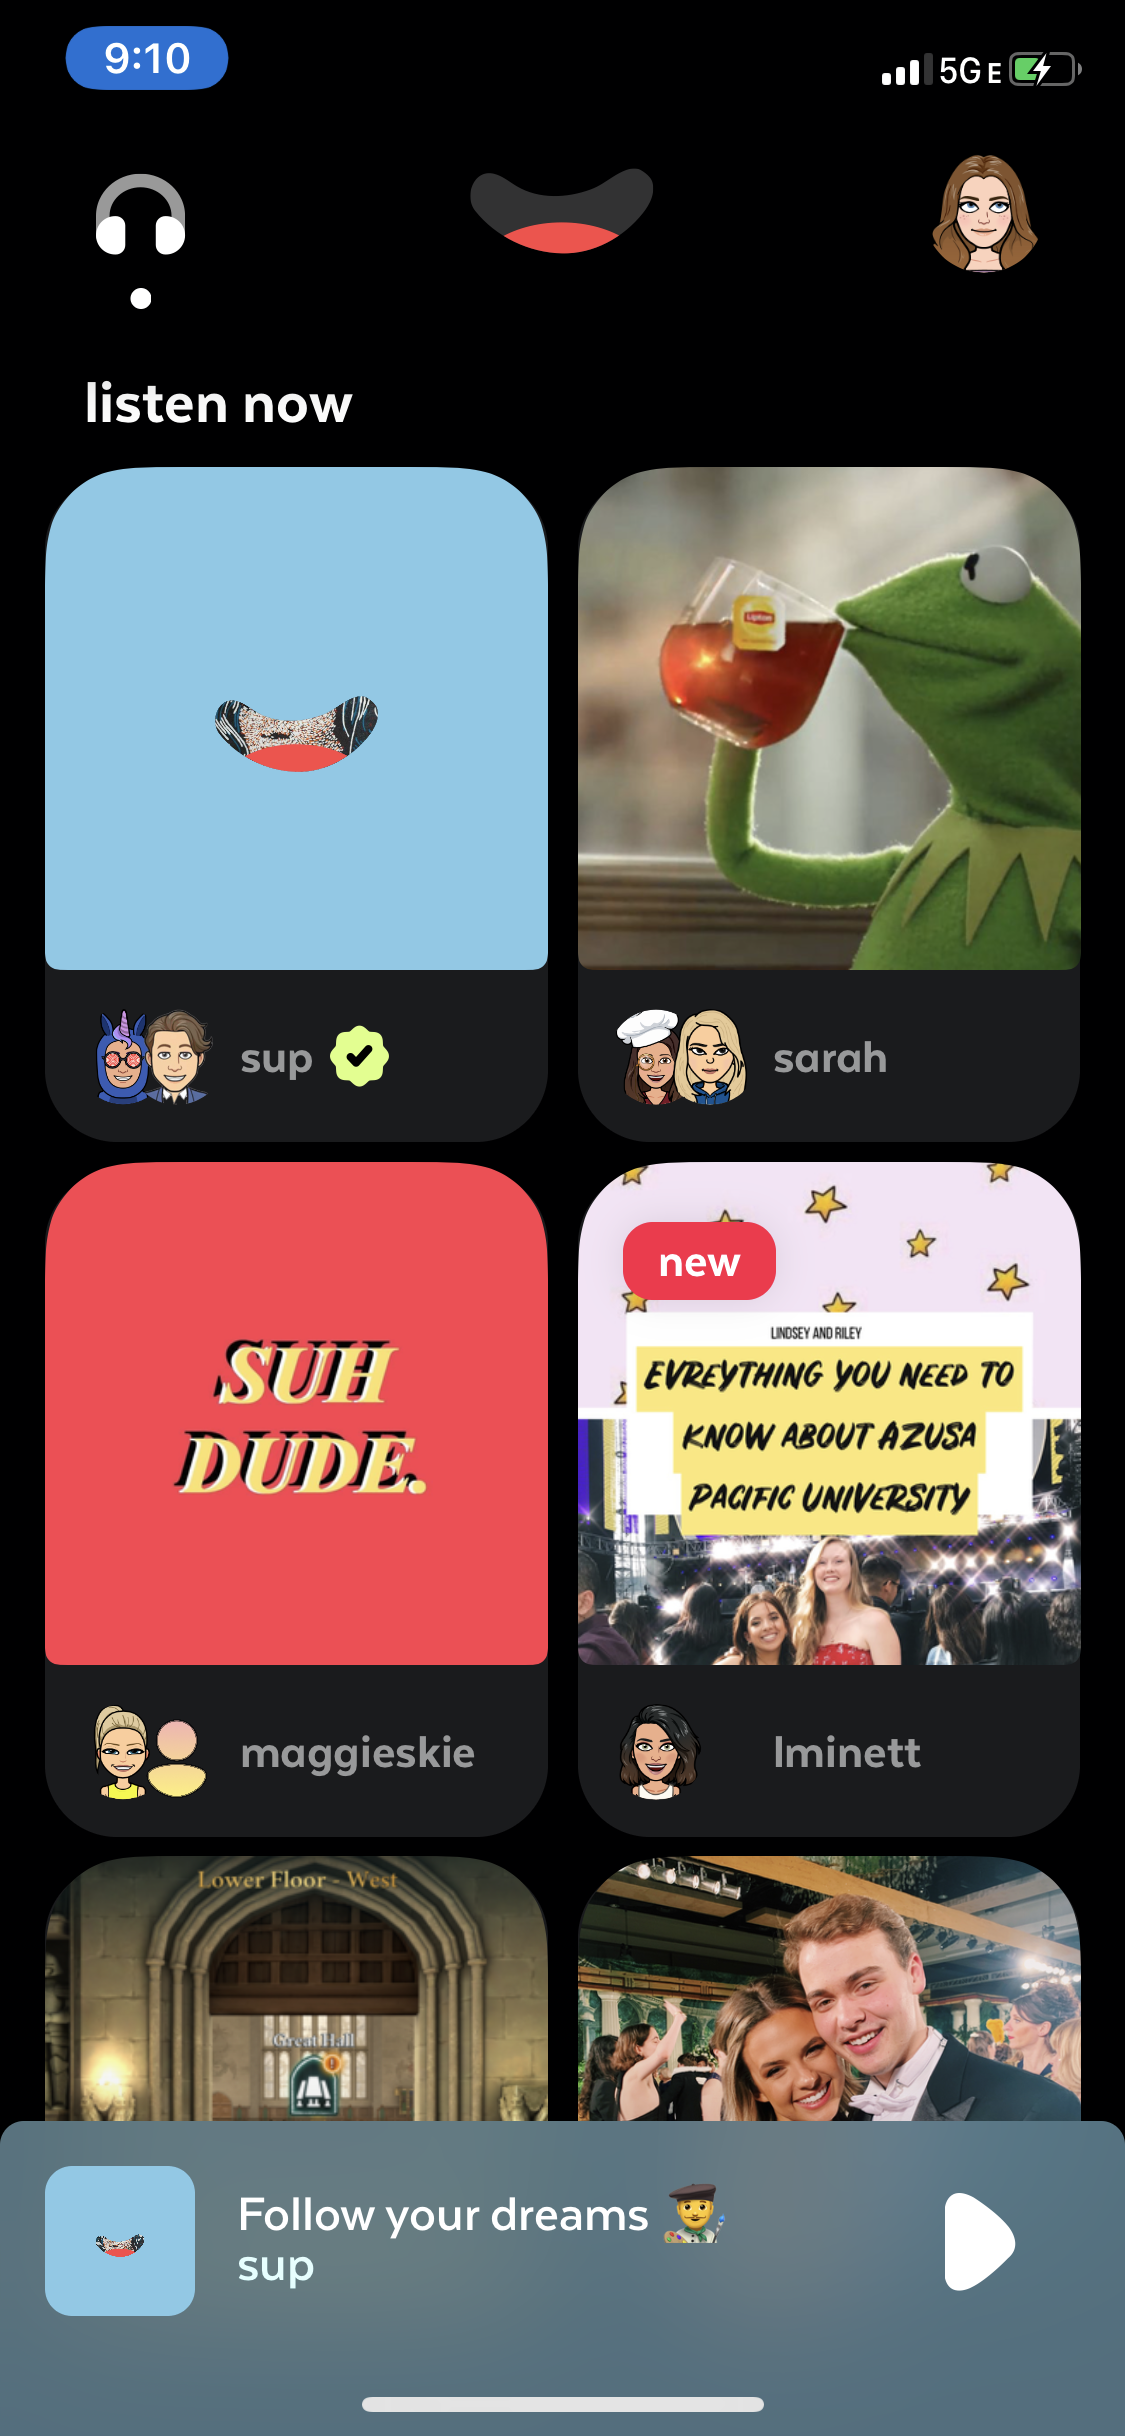 9:10
5G E
listen now
Lipton
sup
sarah
SUH
DUDE.
new
LINDSEY AND RILEY
EVREYTHING YOU NEED TO
KNOW ABOUT AZUSA
PACIFIC UNIVERSITY
maggieskie
lminett
Lower Floor - West
Great Hall
Follow your dreams
sup